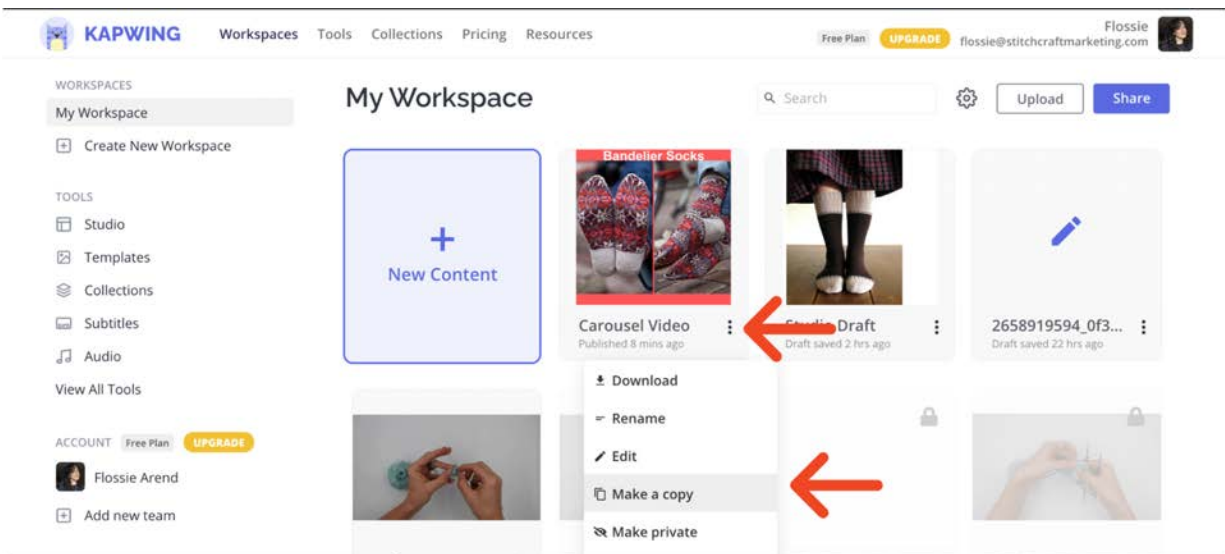 KAPWING Workspaces Tools Collections Pricing Resources Free Plan UPGRADE Flossie
flossie@stitchcraftmarketing.com
WORKSPACES
My Workspace
Create New Workspace
TOOLS
Studio
Templates
Collections
Subtitles
Audio
View All Tools
ACCOUNT Free Plan UPGRADE
Flossie Arend
Add new team
My Workspace
Search
Upload
Share
New Content
Bandelier Socks
Carousel Video
Published 8 mins ago
Draft
Draft saved 2 hrs ago
2658919594_0f3...
Draft saved 22 hrs ago
Download
Rename
Edit
Make a copy
Make private